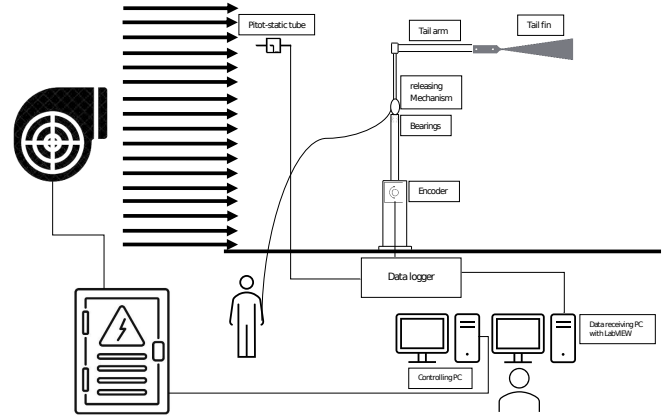 Pitot-static tube
Tail arm
Tail fin
releasing
Mechanism
Bearings
Encoder
Data logger
Data receiving PC
with LabVIEW
Controlling PC